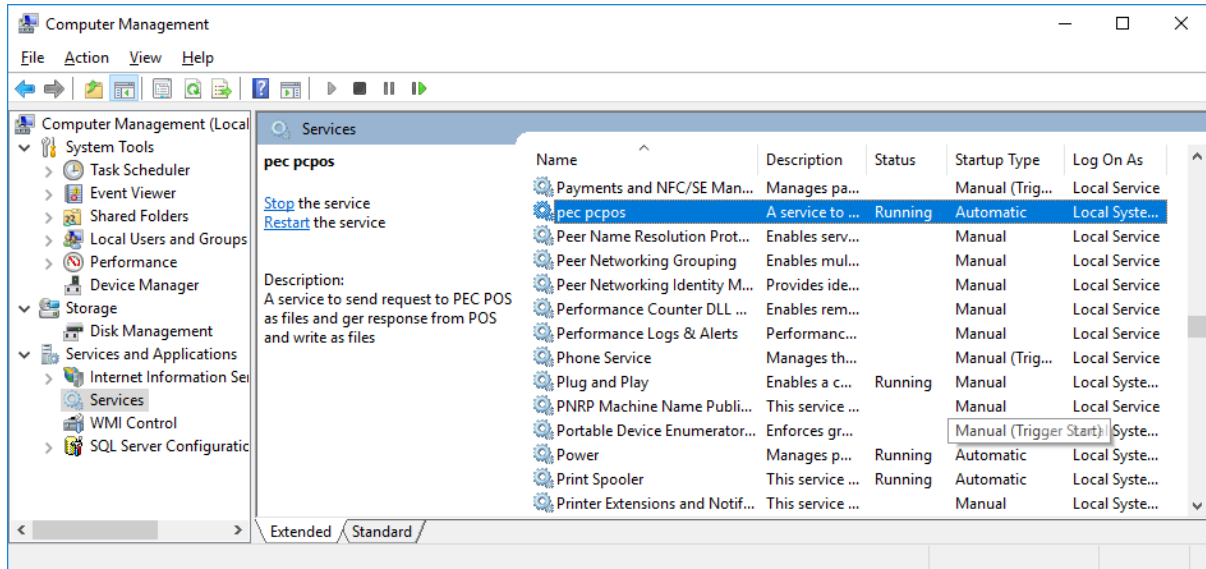 Computer Management
File Action View Help
Computer Management (Local
System Tools
Task Scheduler
Event Viewer
Shared Folders
Local Users and Groups
Performance
Device Manager
Storage
Disk Management
Services and Applications
Internet Information Ser
Services
WMI Control
SQL Server Configuratic
Services
pec pcpos
Stop the service
Restart the service
Description:
A service to send request to PEC POS
as files and ger response from POS
and write as files
Name Description Status Startup Type Log On As
Payments and NFC/SE Man... Manages pa... Manual (Trig... Local Service
pec pcpos A service to ... Running Automatic Local Syste...
Peer Name Resolution Prot... Enables serv... Manual Local Service
Peer Networking Grouping Enables mul... Manual Local Service
Peer Networking Identity M... Provides ide... Manual Local Service
Performance Counter DLL ... Enables rem... Manual Local Service
Performance Logs & Alerts Performanc... Manual Local Service
Phone Service Manages th... Manual (Trig... Local Service
Plug and Play Enables a c... Running Manual Local Syste...
PNRP Machine Name Publi... This service ... Manual Local Service
Portable Device Enumerator... Enforces gr... Manual (Trigger Start) Syste...
Power Manages p... Running Automatic Local Syste...
Print Spooler This service ... Running Automatic Local Syste...
Printer Extensions and Notif... This service ... Manual Local Syste...
Extended Standard